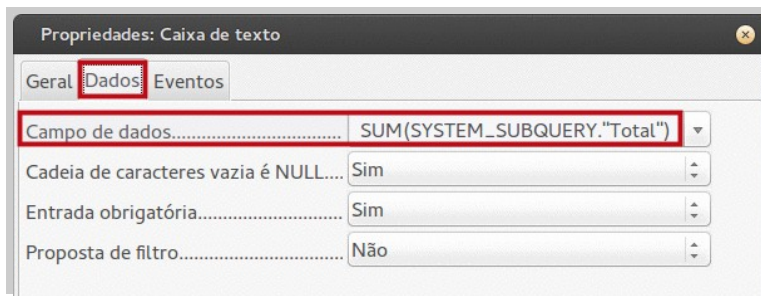 Propriedades: Caixa de texto
Geral Dados Eventos
Campo de dados................................. SUM(SYSTEM_SUBQUERY."Total")
Cadeia de caracteres vazia é NULL.... Sim
Entrada obrigatória............................ Sim
Proposta de filtro................................ Não